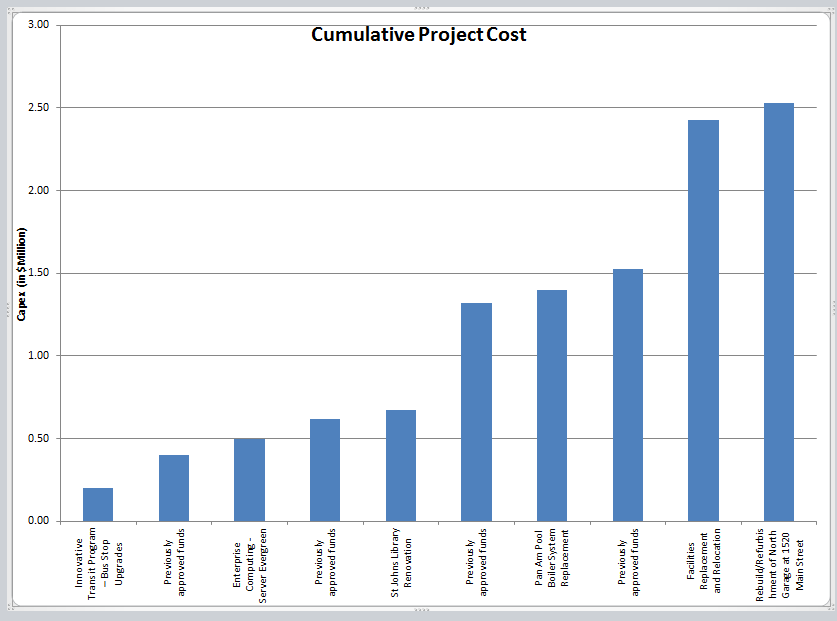 Cumulative Project Cost
Capex (in $Million)
3.00
2.50
2.00
1.50
1.00
0.50
0.00
Innovative
Transit Program
– Bus Stop
Upgrades
Previously
approved funds
Enterprise
Computing -
Server Evergreen
Previously
approved funds
St Johns Library
Renovation
Previously
approved funds
Pan Am Pool
Boiler System
Replacement
Previously
approved funds
Facilities
Replacement
and Relocation
Rebuild/Refurbis
hment of North
Garage at 1520
Main Street